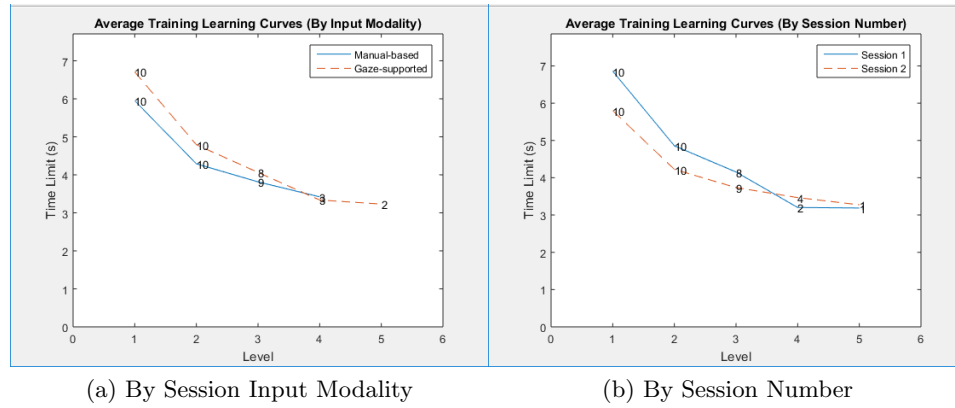 Average Training Learning Curves (By Input Modality)
Manual-based
Gaze-supported
Time Limit (s)
7
6
5
4
3
2
1
0
10
10
10
10
8
9
3
3
2
0 1 2 3 4 5 6
Level
(a) By Session Input Modality
Average Training Learning Curves (By Session Number)
Session 1
Session 2
Time Limit (s)
7
6
5
4
3
2
1
0
10
10
10
10
8
9
4
2
1
1
0 1 2 3 4 5 6
Level
(b) By Session Number